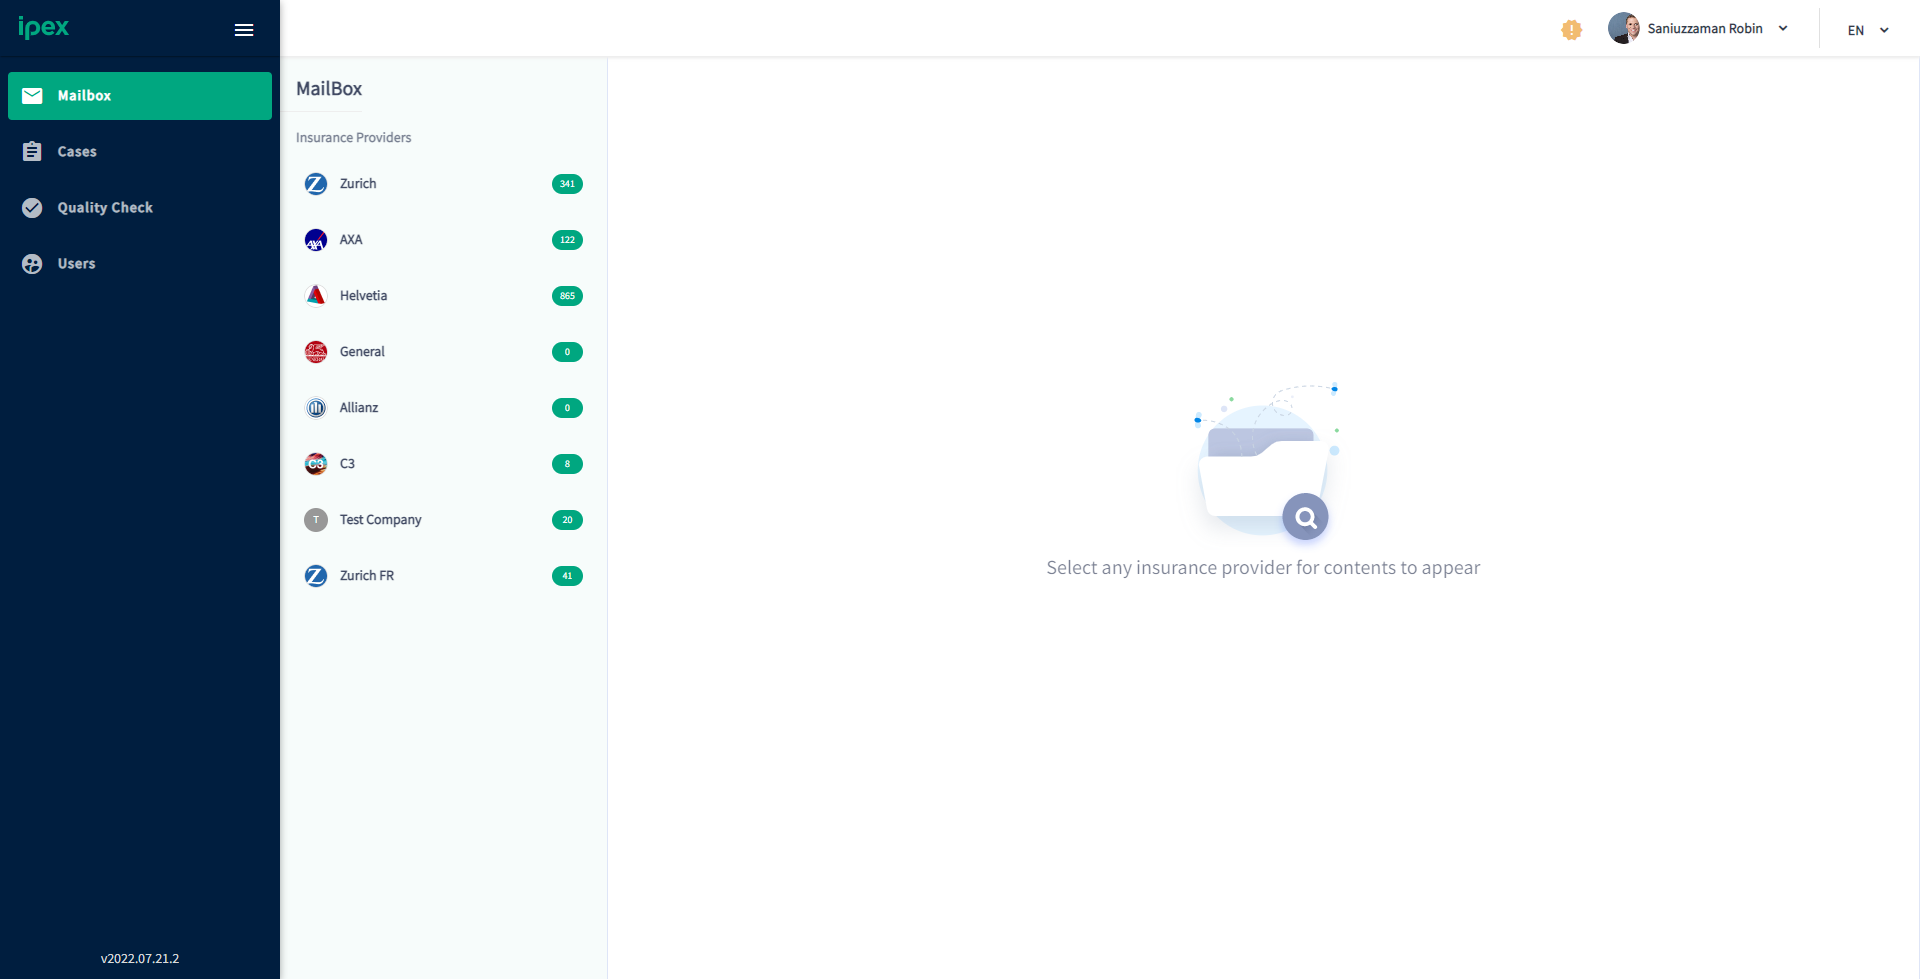 ipex
Saniuzzaman Robin
EN
Mailbox
Cases
Quality Check
Users
v2022.07.21.2
MailBox
Insurance Providers
Zurich 341
AXA 122
Helvetia 865
General 0
Allianz 0
C3 C3 8
T Test Company 20
Zurich FR 41
Select any insurance provider for contents to appear